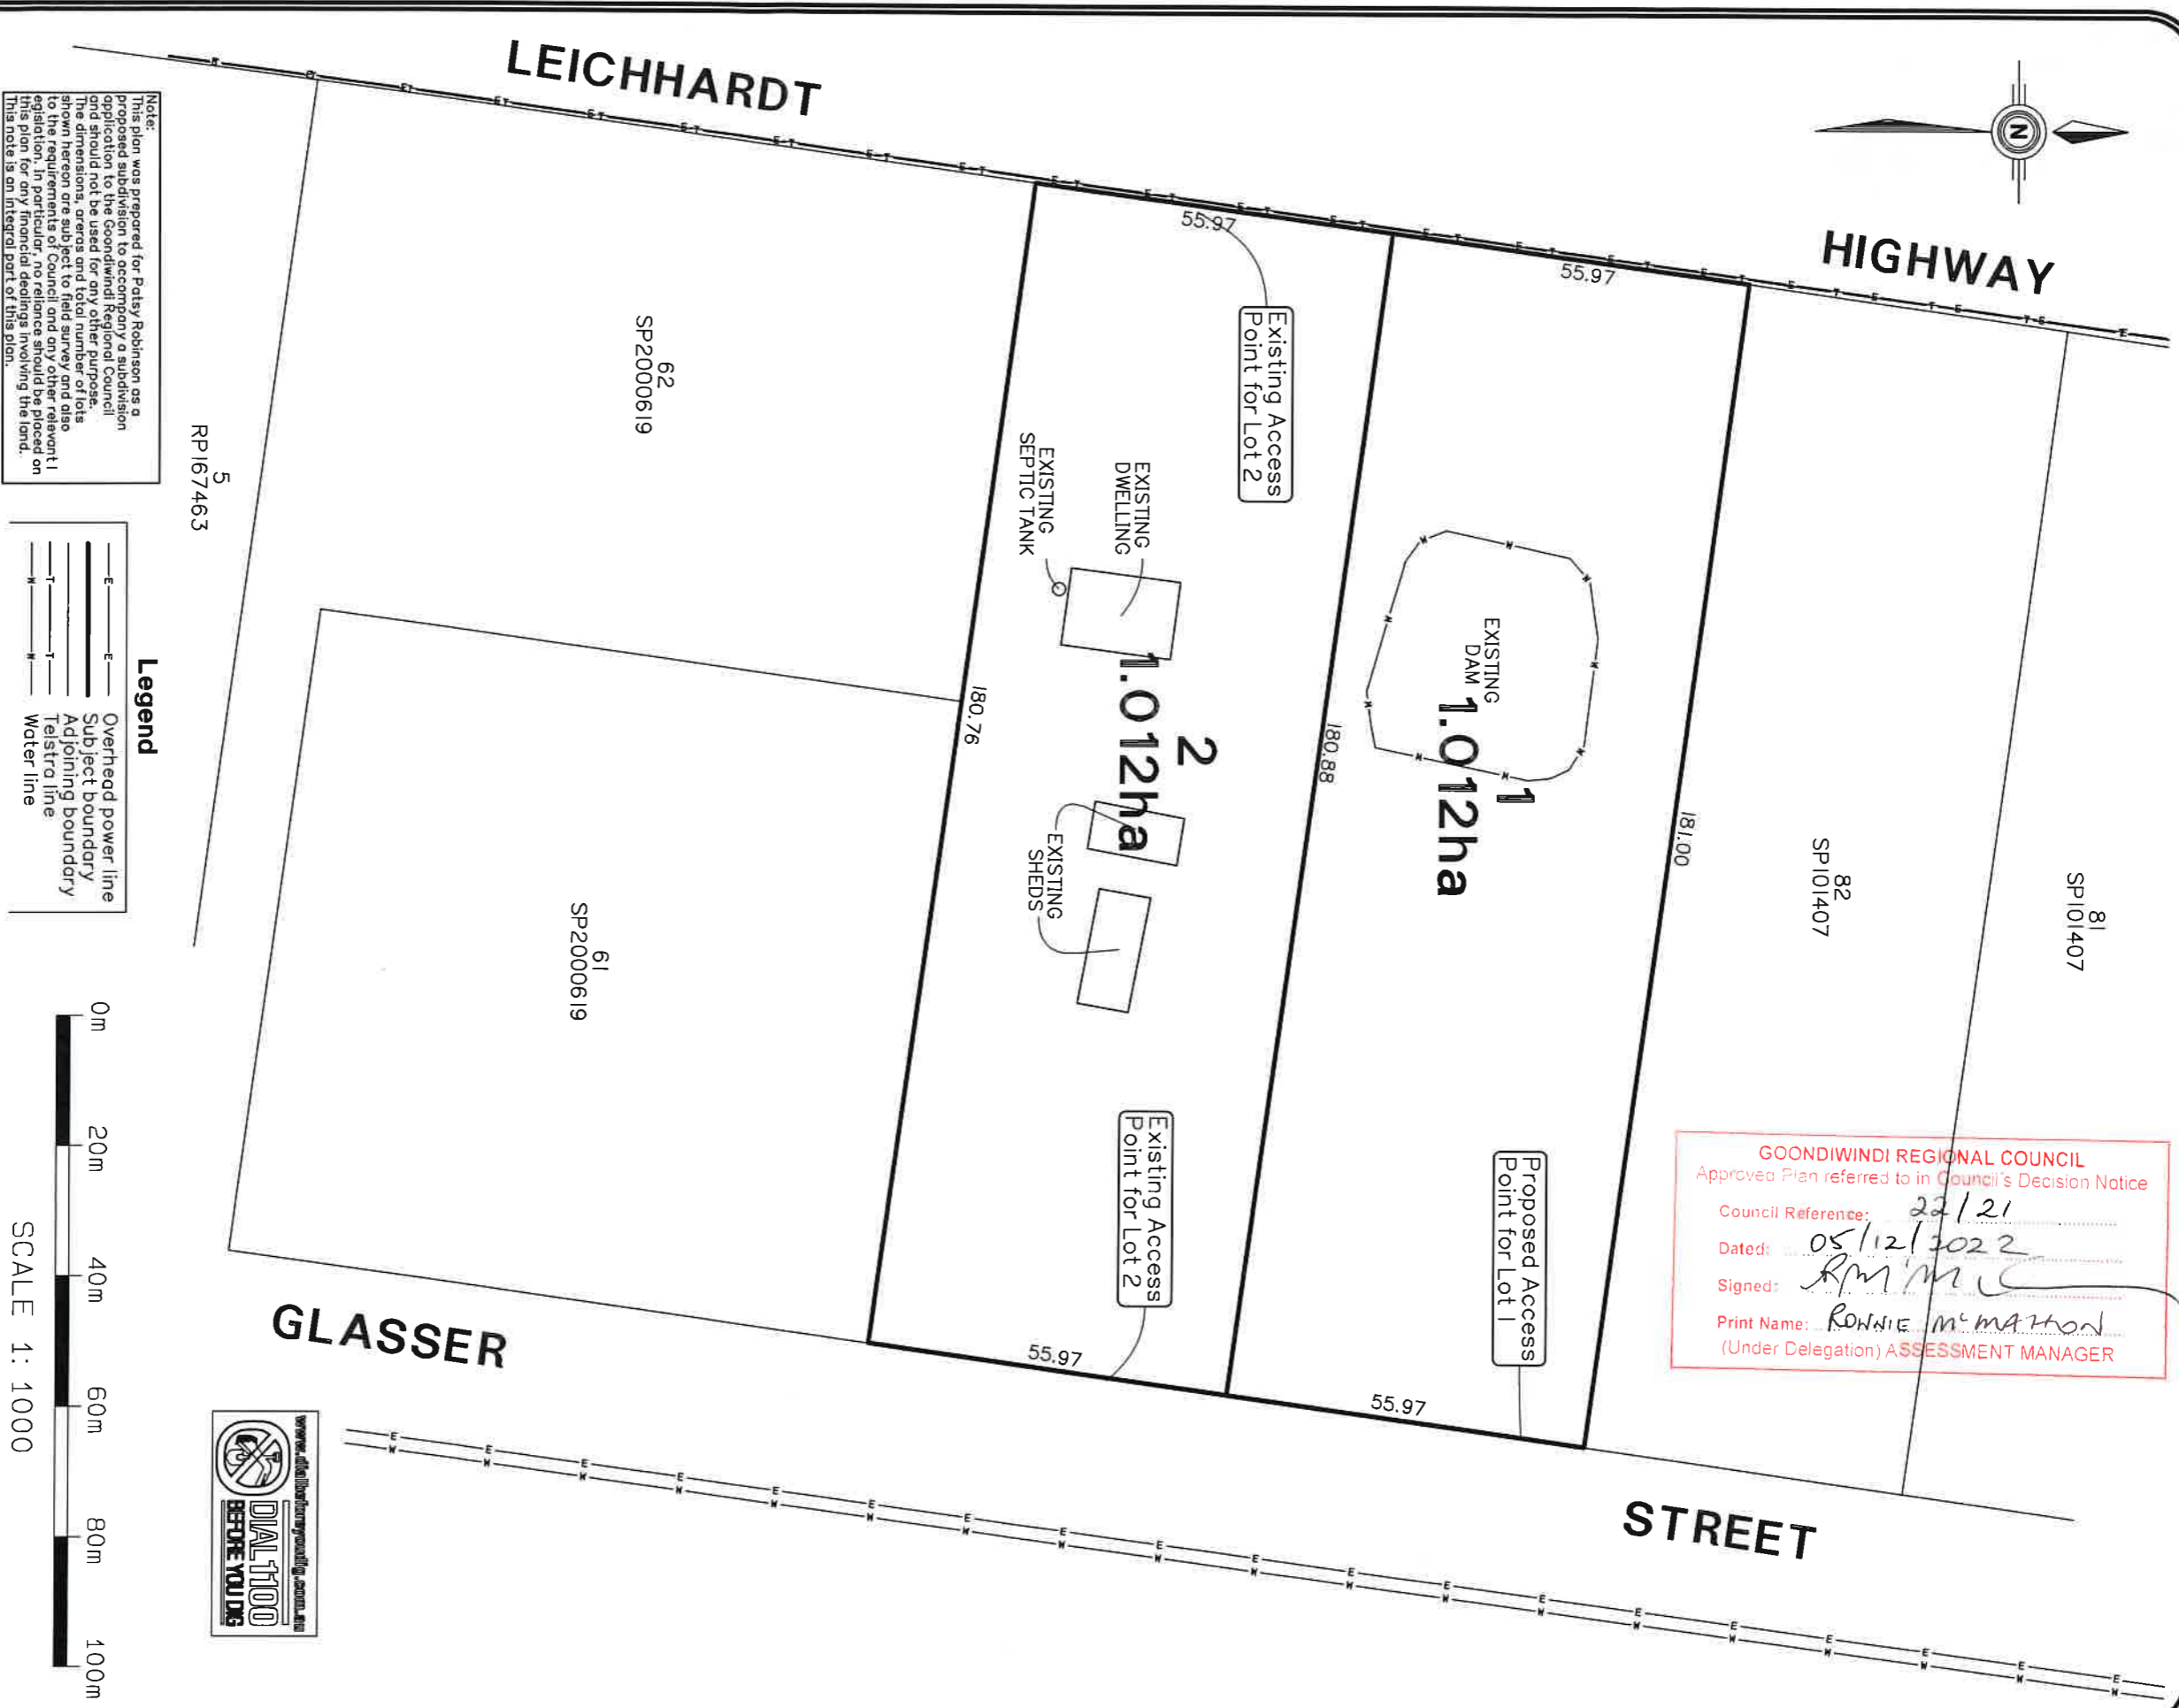 LEICHHARDT
HIGHWAY
N
81
SP101407
82
SP101407
181.00
55.97
EXISTING
DAM
1
1.012ha
55.97
180.88
Existing Access
Point for Lot 2
Proposed Access
Point for Lot 1
55.97
2
1.012ha
EXISTING
DWELLING
EXISTING
SEPTIC TANK
EXISTING
SHEDS
Existing Access
Point for Lot 2
55.97
180.76
62
SP2000619
61
SP2000619
5
RP167463
GLASSER
STREET
GOONDIWINDI REGIONAL COUNCIL
Approved Plan referred to in Council's Decision Notice
Council Reference: 22/21
Dated: 05/12/2022
Signed:
Print Name: RONNIE McMAHON
(Under Delegation) ASSESSMENT MANAGER
Note:
This plan was prepared for Patsy Robinson as a
proposed subdivision to accompany a subdivision
application to the Goondiwindi Regional Council
and should not be used for any other purpose.
The dimensions, areras and total number of lots
shown hereon are subject to field survey and also
to the requirements of Council and any other relevant l
egislation. In particular, no reliance should be placed on
this plan for any financial dealings involving the land.
This note is an integral part of this plan.
Legend
E E Overhead power line
Subject boundary
Adjoining boundary
T T Telstra line
W W Water line
0m 20m 40m 60m 80m 100m
SCALE 1: 1000
www.dialbeforeyoudig.com.au
DIAL 1100
BEFORE YOU DIG